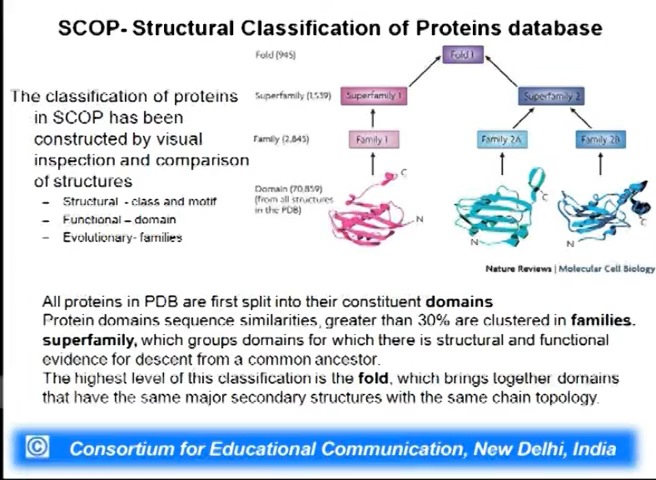 SCOP- Structural Classification of Proteins database
The classification of proteins
in SCOP has been
constructed by visual
inspection and comparison
of structures
– Structural - class and motif
– Functional – domain
– Evolutionary- families
Fold (945)
Fold 1
Superfamily (1,539)
Superfamily 1
Superfamily 2
Family (2,845)
Family 1
Family 2A
Family 2B
Domain (70,859)
(from all structures
in the PDB)
C
N
C
N
C
N
Nature Reviews | Molecular Cell Biology
All proteins in PDB are first split into their constituent domains
Protein domains sequence similarities, greater than 30% are clustered in families.
superfamily, which groups domains for which there is structural and functional
evidence for descent from a common ancestor.
The highest level of this classification is the fold, which brings together domains
that have the same major secondary structures with the same chain topology.
© Consortium for Educational Communication, New Delhi, India